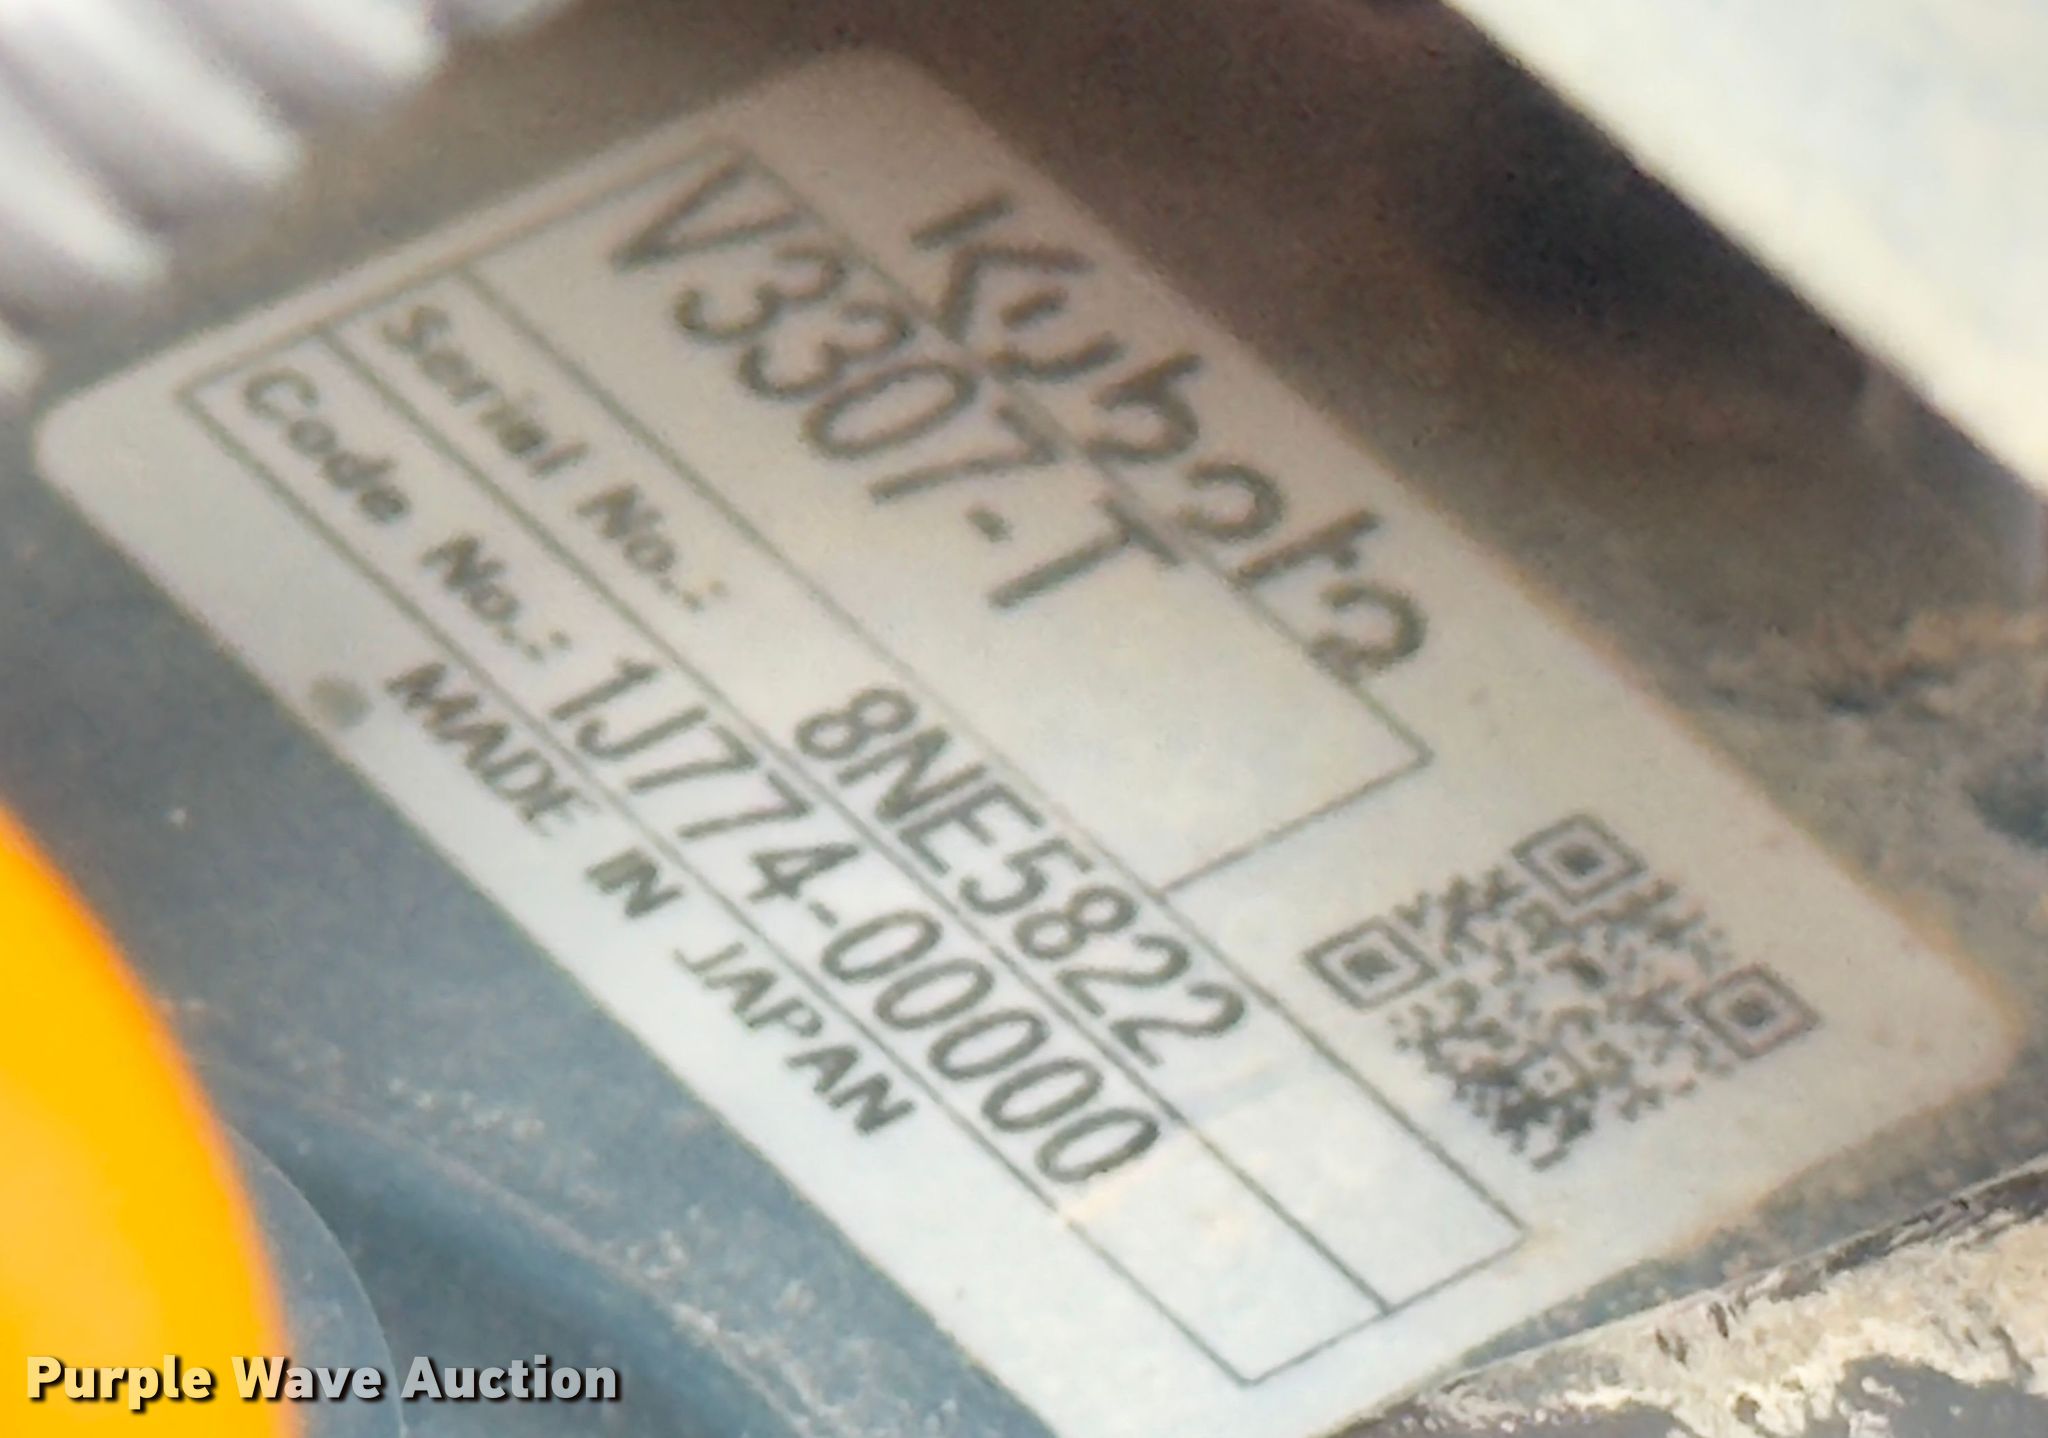 Kubota
V3307-T
Serial No.: 8NE5822
Code No.: 1J774-00000
MADE IN JAPAN
Purple Wave Auction